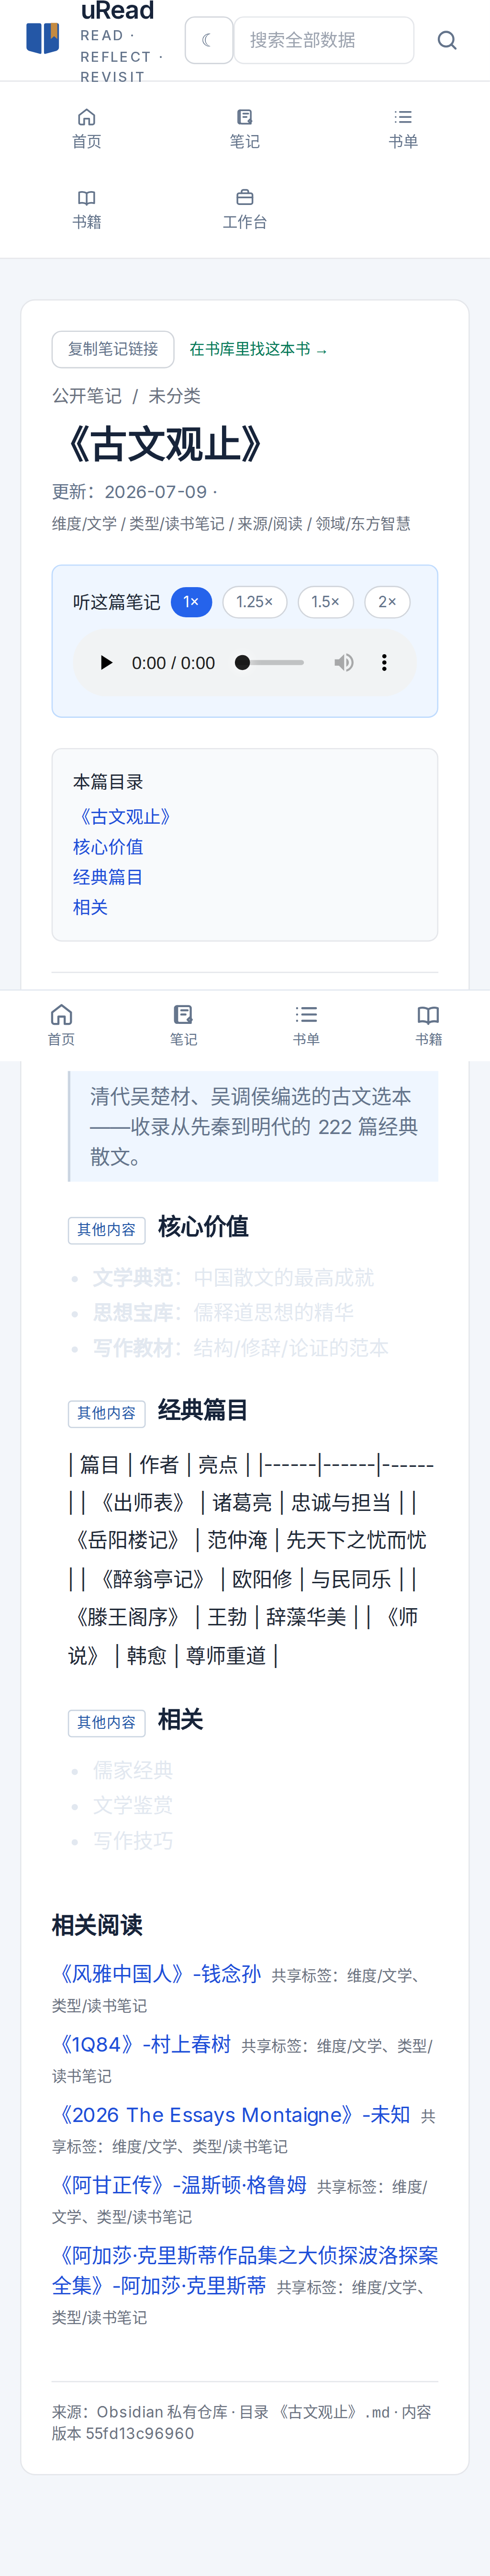 uRead
READ ·
REFLECT ·
REVISIT
搜索全部数据
首页
笔记
书单
书籍
工作台
复制笔记链接
在书库里找这本书 →
公开笔记 / 未分类
《古文观止》
更新：2026-07-09 ·
维度/文学 / 类型/读书笔记 / 来源/阅读 / 领域/东方智慧
听这篇笔记 1× 1.25× 1.5× 2×
0:00 / 0:00
本篇目录
《古文观止》
核心价值
经典篇目
相关
首页 笔记 书单 书籍
清代吴楚材、吴调侯编选的古文选本
——收录从先秦到明代的 222 篇经典
散文。
其他内容 核心价值
• 文学典范：中国散文的最高成就
• 思想宝库：儒释道思想的精华
• 写作教材：结构/修辞/论证的范本
其他内容 经典篇目
| 篇目 | 作者 | 亮点 | |------|------|------
| | 《出师表》 | 诸葛亮 | 忠诚与担当 | |
《岳阳楼记》 | 范仲淹 | 先天下之忧而忧
| | 《醉翁亭记》 | 欧阳修 | 与民同乐 | |
《滕王阁序》 | 王勃 | 辞藻华美 | | 《师
说》 | 韩愈 | 尊师重道 |
其他内容 相关
• 儒家经典
• 文学鉴赏
• 写作技巧
相关阅读
《风雅中国人》-钱念孙 共享标签：维度/文学、
类型/读书笔记
《1Q84》-村上春树 共享标签：维度/文学、类型/
读书笔记
《2026 The Essays Montaigne》-未知 共
享标签：维度/文学、类型/读书笔记
《阿甘正传》-温斯顿·格鲁姆 共享标签：维度/
文学、类型/读书笔记
《阿加莎·克里斯蒂作品集之大侦探波洛探案
全集》-阿加莎·克里斯蒂 共享标签：维度/文学、
类型/读书笔记
来源：Obsidian 私有仓库 · 目录 《古文观止》.md · 内容
版本 55fd13c96960